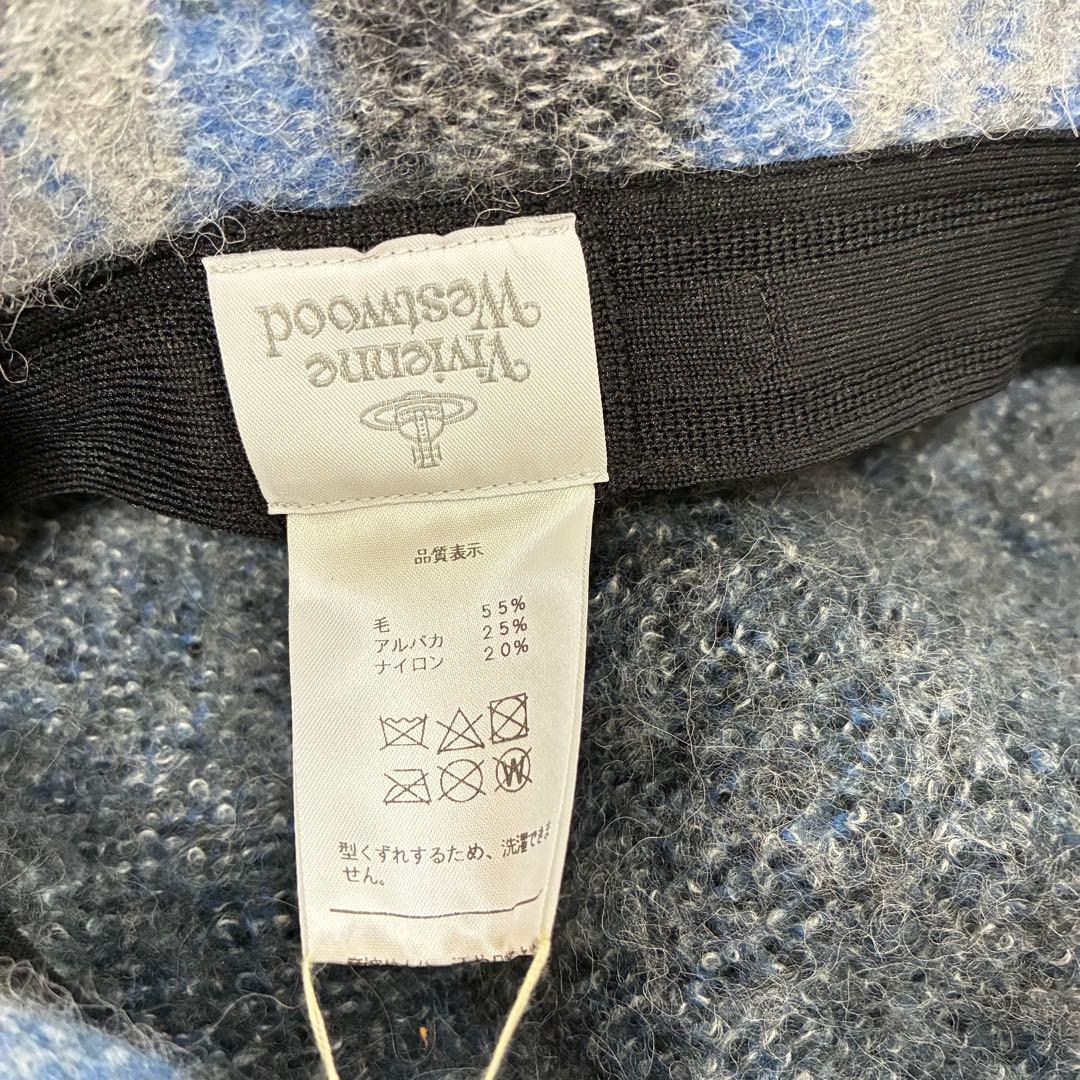 Vivienne
Westwood
品質表示
毛 55%
アルパカ 25%
ナイロン 20%
W
型くずれするため、洗濯できま
せん。